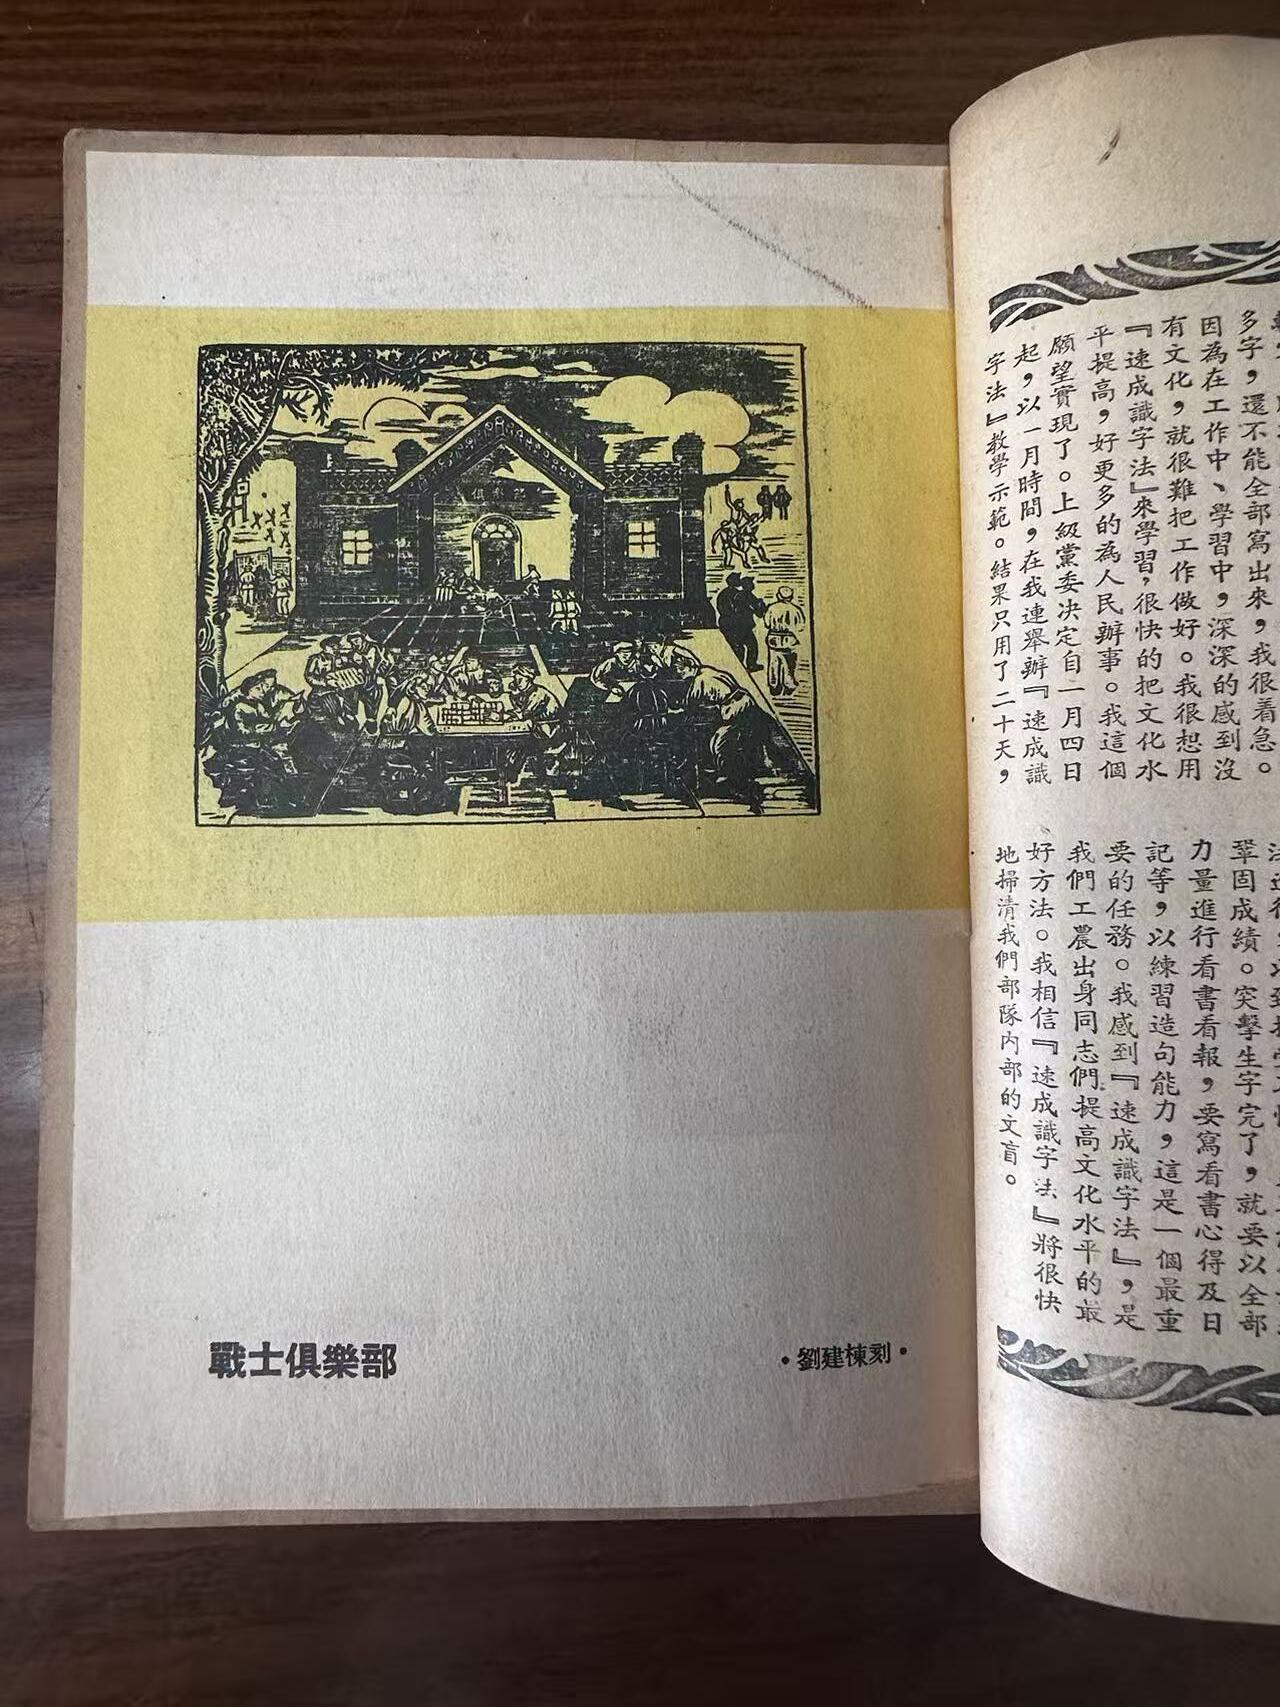 多字，還不能全部寫出來，我很着急。
因為在工作中、學習中，深深的感到沒
有文化，就很難把工作做好。我很想用
『速成識字法』來學習，很快的把文化水
平提高，好更多的為人民辦事。我這個
願望實現了。上級黨委决定自一月四日
起，以一月時間，在我連舉辦『速成識
字法』教學示範。結果只用了二十天，
鞏固成績。突擊生字完了，就要以全部
力量進行看書看報，要寫看書心得及日
記等，以練習造句能力，這是一個最重
要的任務。我感到『速成識字法』，是
我們工農出身同志們提高文化水平的最
好方法。我相信『速成識字法』將很快
地掃清我們部隊內部的文盲。
俱樂部
戰士俱樂部
·劉建棟刻·